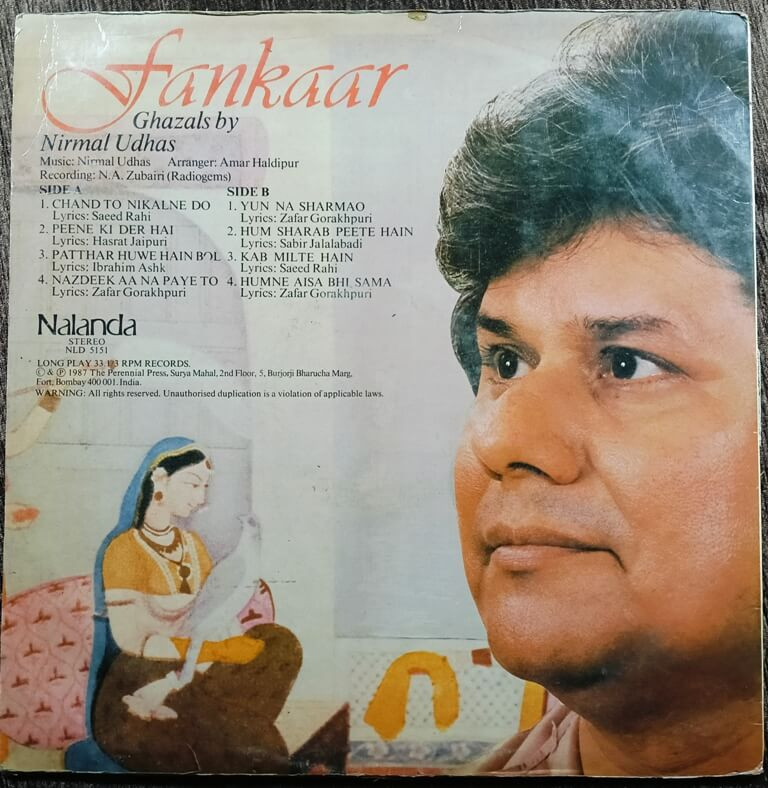 Fankaar
Ghazals by
Nirmal Udhas
Music: Nirmal Udhas Arranger: Amar Haldipur
Recording: N.A. Zubairi (Radiogems)
SIDE A
1. CHAND TO NIKALNE DO
Lyrics: Saeed Rahi
2. PEENE KI DER HAI
Lyrics: Hasrat Jaipuri
3. PATTHAR HUWE HAIN BOL
Lyrics: Ibrahim Ashk
4. NAZDEEK AA NA PAYE TO
Lyrics: Zafar Gorakhpuri
SIDE B
1. YUN NA SHARMAO
Lyrics: Zafar Gorakhpuri
2. HUM SHARAB PEETE HAIN
Lyrics: Sabir Jalalabadi
3. KAB MILTE HAIN
Lyrics: Saeed Rahi
4. HUMNE AISA BHI SAMA
Lyrics: Zafar Gorakhpuri
Nalanda
STEREO
NLD 5151
LONG PLAY 33 1/3 RPM RECORDS.
© & ℗ 1987 The Perennial Press, Surya Mahal, 2nd Floor, 5, Burjorji Bharucha Marg,
Fort, Bombay 400 001. India.
WARNING: All rights reserved. Unauthorised duplication is a violation of applicable laws.